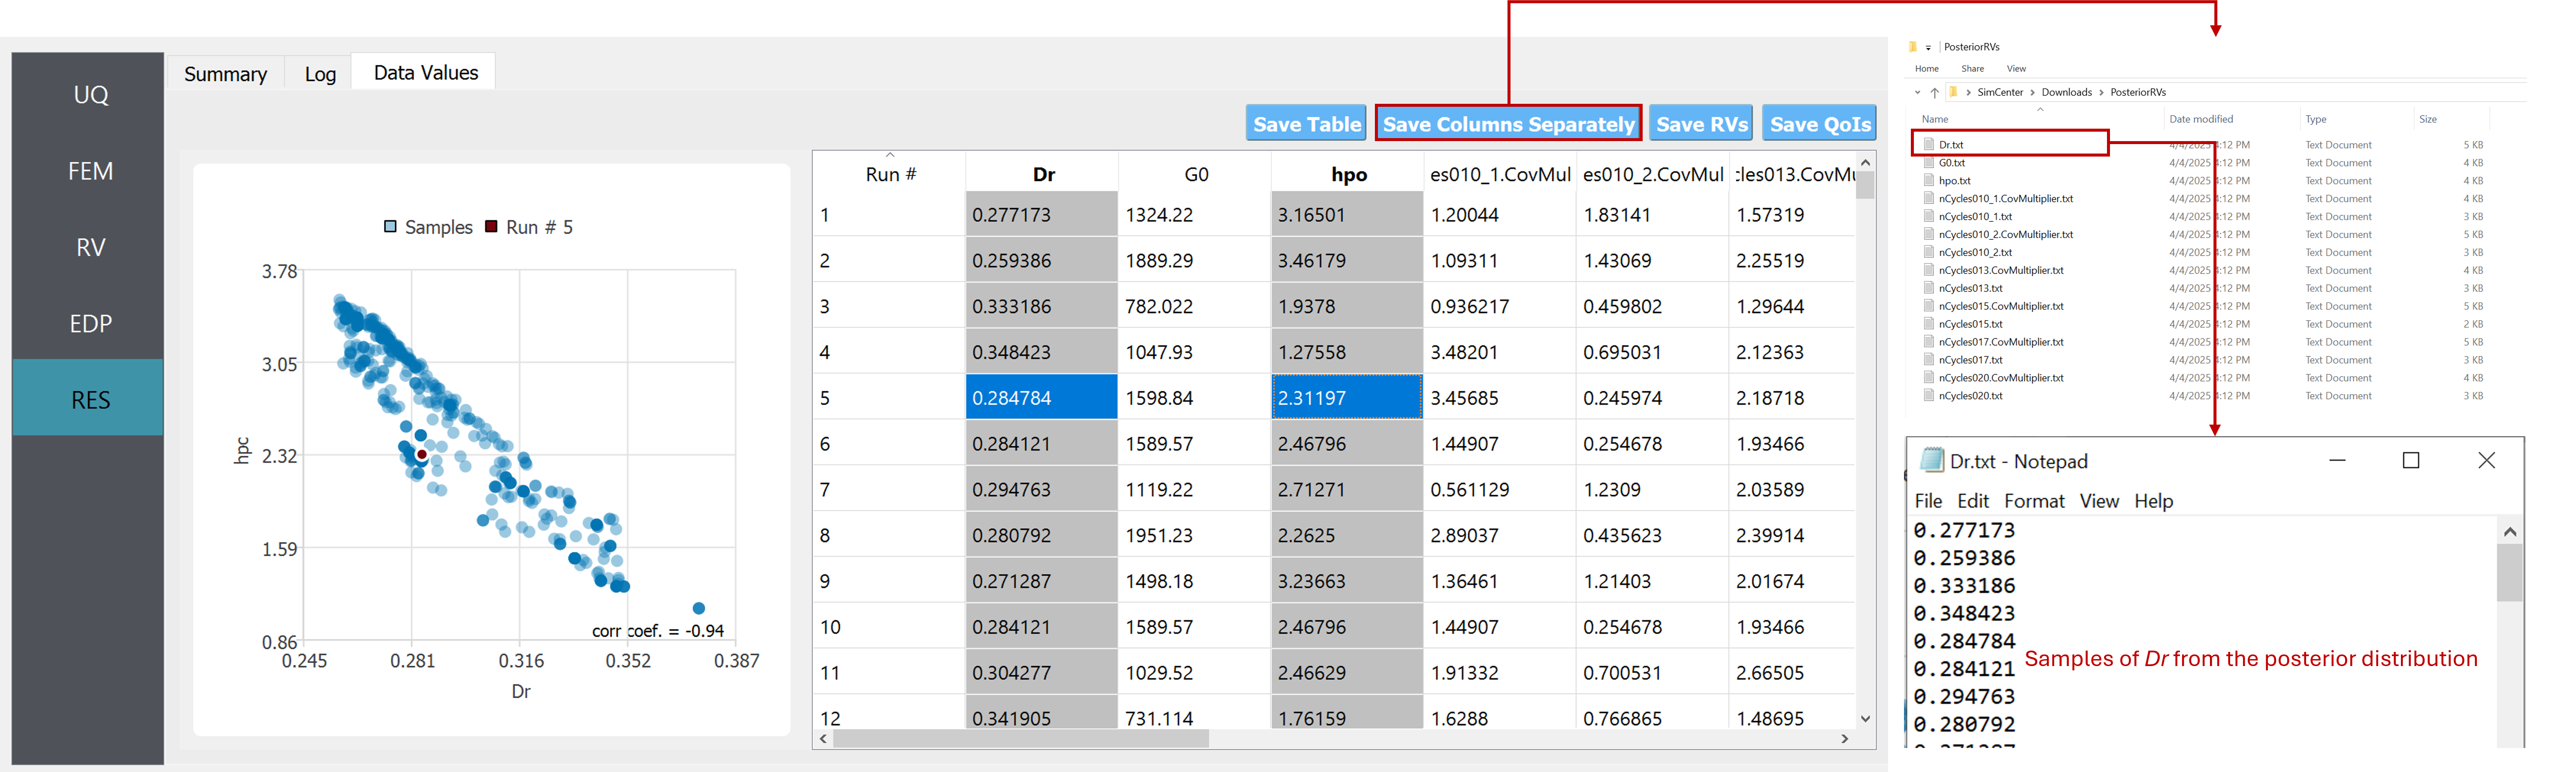 UQ
FEM
RV
EDP
RES
Summary Log Data Values
Save Table Save Columns Separately Save RVs Save QoIs
Samples Run # 5
3.78
3.05
2.32
1.59
0.86
hpc
corr coef. = -0.94
0.245 0.281 0.316 0.352 0.387
Dr
Run # Dr G0 hpo es010_1.CovMul es010_2.CovMul cles013.CovMu
1 0.277173 1324.22 3.16501 1.20044 1.83141 1.57319
2 0.259386 1889.29 3.46179 1.09311 1.43069 2.25519
3 0.333186 782.022 1.9378 0.936217 0.459802 1.29644
4 0.348423 1047.93 1.27558 3.48201 0.695031 2.12363
5 0.284784 1598.84 2.31197 3.45685 0.245974 2.18718
6 0.284121 1589.57 2.46796 1.44907 0.254678 1.93466
7 0.294763 1119.22 2.71271 0.561129 1.2309 2.03589
8 0.280792 1951.23 2.2625 2.89037 0.435623 2.39914
9 0.271287 1498.18 3.23663 1.36461 1.21403 2.01674
10 0.284121 1589.57 2.46796 1.44907 0.254678 1.93466
11 0.304277 1029.52 2.46629 1.91332 0.700531 2.66505
12 0.341905 731.114 1.76159 1.6288 0.766865 1.48695
PosteriorRVs
Home Share View
SimCenter > Downloads > PosteriorRVs
Name Date modified Type Size
Dr.txt 4/4/2025 4:12 PM Text Document 5 KB
G0.txt 4/4/2025 4:12 PM Text Document 4 KB
hpo.txt 4/4/2025 4:12 PM Text Document 4 KB
nCycles010_1.CovMultiplier.txt 4/4/2025 4:12 PM Text Document 4 KB
nCycles010_1.txt 4/4/2025 4:12 PM Text Document 3 KB
nCycles010_2.CovMultiplier.txt 4/4/2025 4:12 PM Text Document 5 KB
nCycles010_2.txt 4/4/2025 4:12 PM Text Document 3 KB
nCycles013.CovMultiplier.txt 4/4/2025 4:12 PM Text Document 4 KB
nCycles013.txt 4/4/2025 4:12 PM Text Document 3 KB
nCycles015.CovMultiplier.txt 4/4/2025 4:12 PM Text Document 5 KB
nCycles015.txt 4/4/2025 4:12 PM Text Document 2 KB
nCycles017.CovMultiplier.txt 4/4/2025 4:12 PM Text Document 5 KB
nCycles017.txt 4/4/2025 4:12 PM Text Document 3 KB
nCycles020.CovMultiplier.txt 4/4/2025 4:12 PM Text Document 4 KB
nCycles020.txt 4/4/2025 4:12 PM Text Document 3 KB
Dr.txt - Notepad
File Edit Format View Help
0.277173
0.259386
0.333186
0.348423
0.284784
0.284121
0.294763
0.280792
Samples of Dr from the posterior distribution